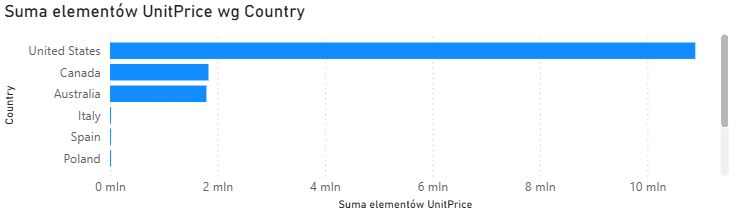 Suma elementów UnitPrice wg Country
Country
United States
Canada
Australia
Italy
Spain
Poland
0 mln 2 mln 4 mln 6 mln 8 mln 10 mln
Suma elementów UnitPrice